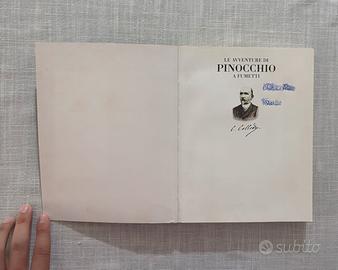 LE AVVENTURE DI
PINOCCHIO
A FUMETTI
C. Collodi
subito